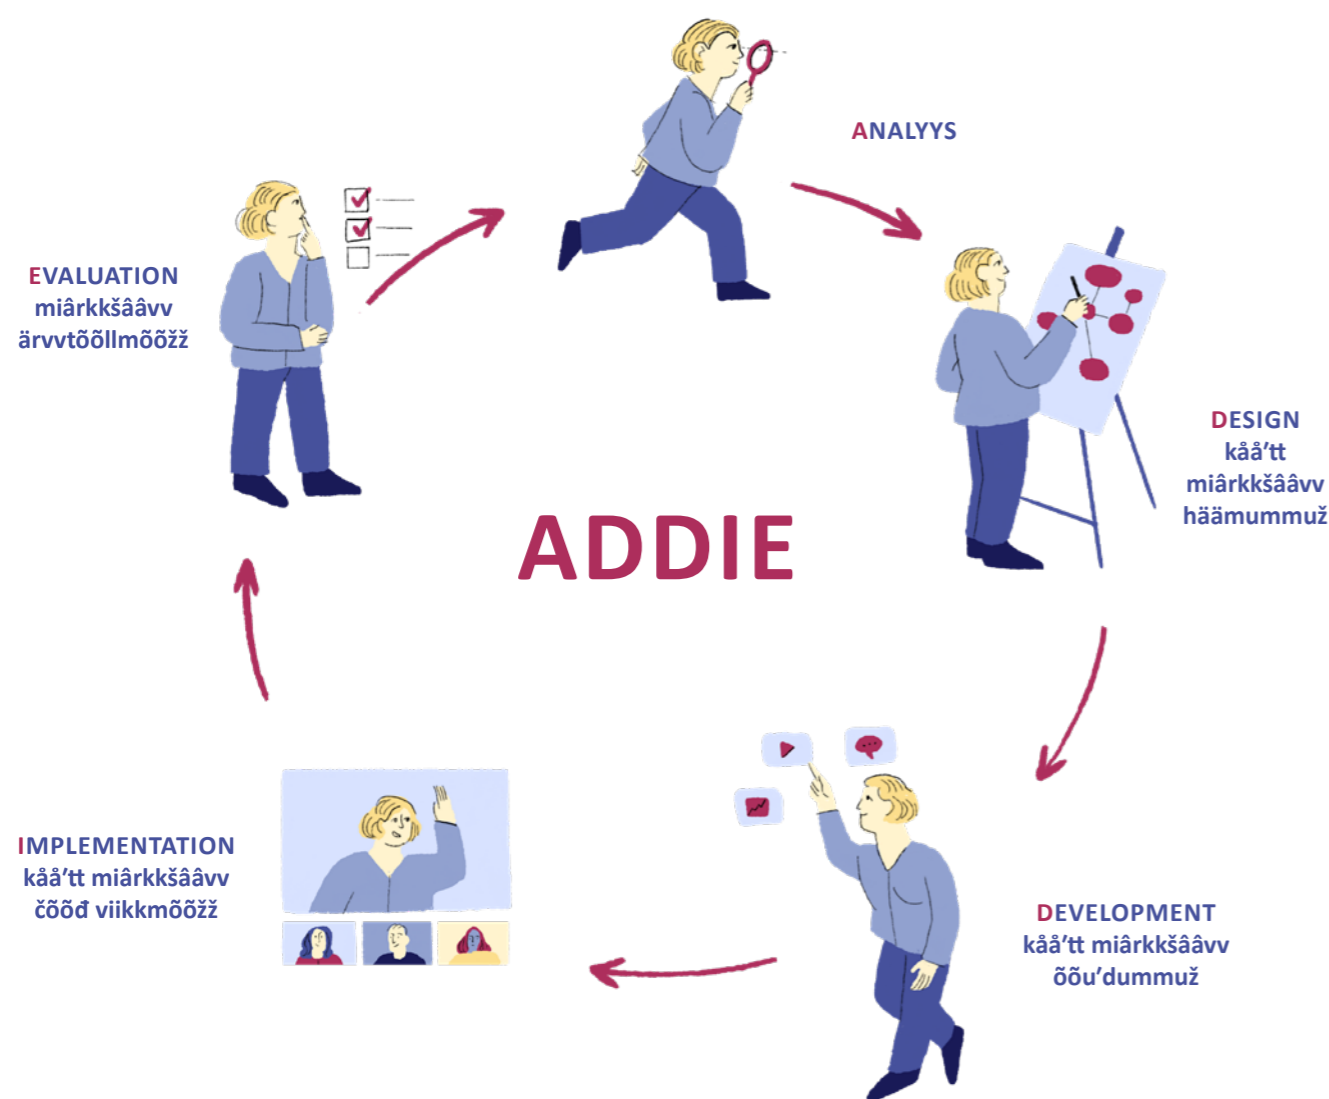 ANALYYS
DESIGN
kåå'tt
miârkkšââvv
häämummuž
DEVELOPMENT
kåå'tt miârkkšââvv
õõu'dummuž
IMPLEMENTATION
kåå'tt miârkkšââvv
čõõđ viikkmõõžž
EVALUATION
miârkkšââvv
ärvvtõõllmõõžž
ADDIE